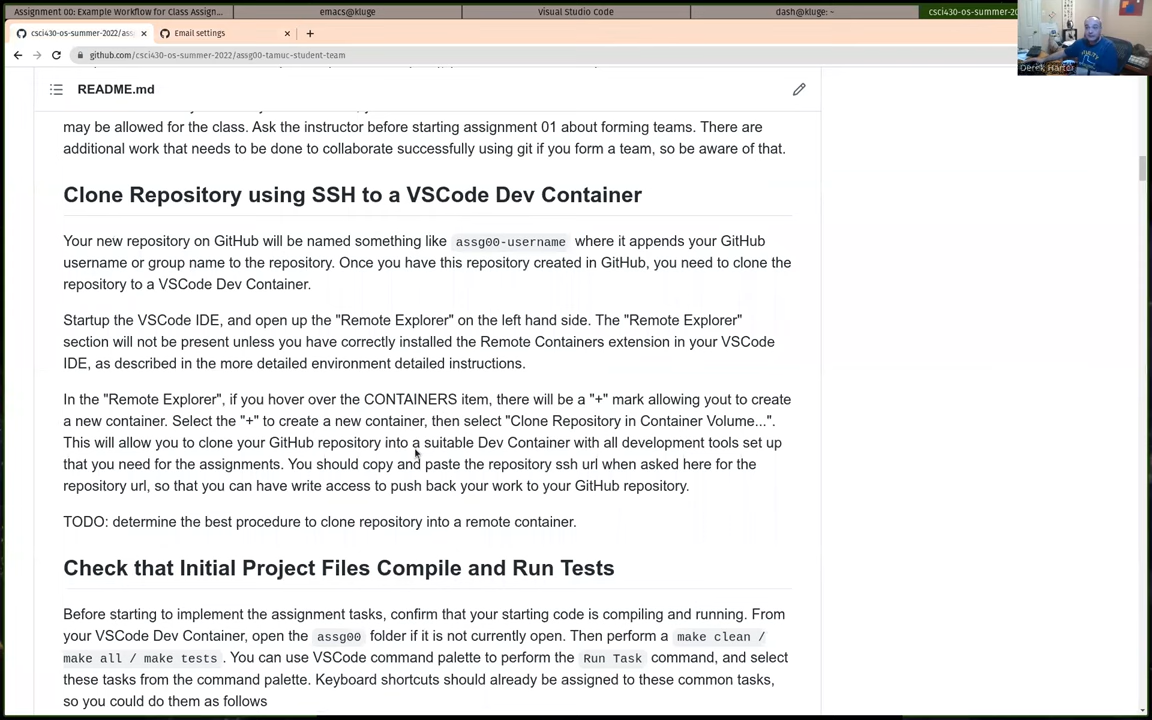 Assignment 00: Example Workflow for Class Assign...
emacs@kluge
Visual Studio Code
dash@kluge: ~
csci430-os-summer-20
csci430-os-summer-2022/assg
Email settings
github.com/csci430-os-summer-2022/assg00-tamuc-student-team
Derek Harter
README.md
may be allowed for the class. Ask the instructor before starting assignment 01 about forming teams. There are
additional work that needs to be done to collaborate successfully using git if you form a team, so be aware of that.
Clone Repository using SSH to a VSCode Dev Container
Your new repository on GitHub will be named something like assg00-username where it appends your GitHub
username or group name to the repository. Once you have this repository created in GitHub, you need to clone the
repository to a VSCode Dev Container.
Startup the VSCode IDE, and open up the "Remote Explorer" on the left hand side. The "Remote Explorer"
section will not be present unless you have correctly installed the Remote Containers extension in your VSCode
IDE, as described in the more detailed environment detailed instructions.
In the "Remote Explorer", if you hover over the CONTAINERS item, there will be a "+" mark allowing yout to create
a new container. Select the "+" to create a new container, then select "Clone Repository in Container Volume...".
This will allow you to clone your GitHub repository into a suitable Dev Container with all development tools set up
that you need for the assignments. You should copy and paste the repository ssh url when asked here for the
repository url, so that you can have write access to push back your work to your GitHub repository.
TODO: determine the best procedure to clone repository into a remote container.
Check that Initial Project Files Compile and Run Tests
Before starting to implement the assignment tasks, confirm that your starting code is compiling and running. From
your VSCode Dev Container, open the assg00 folder if it is not currently open. Then perform a make clean /
make all / make tests . You can use VSCode command palette to perform the Run Task command, and select
these tasks from the command palette. Keyboard shortcuts should already be assigned to these common tasks,
so you could do them as follows